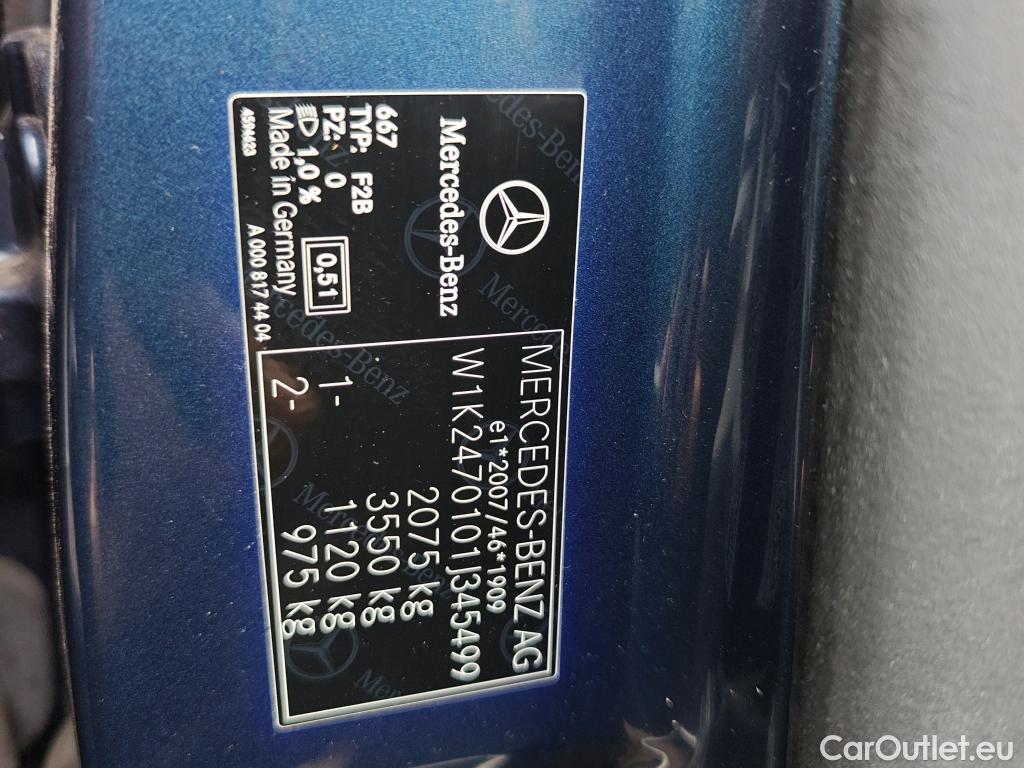 MERCEDES-BENZ AG
e1*2007/46*1909
W1K2470101J345499
2075 kg
3550 kg
1- 1120 kg
2- 975 kg
Mercedes-Benz
667
TYP: F2B
PZ: 0
1,0 %
0,51
Made in Germany
459623
A 000 817 44 04
CarOutlet.eu